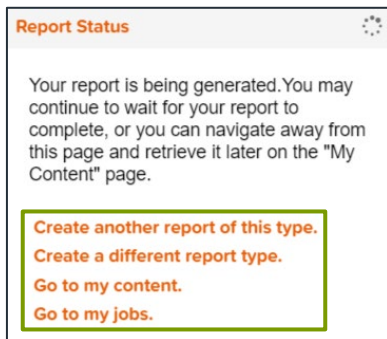 Report Status
Your report is being generated.You may
continue to wait for your report to
complete, or you can navigate away from
this page and retrieve it later on the "My
Content" page.
Create another report of this type.
Create a different report type.
Go to my content.
Go to my jobs.